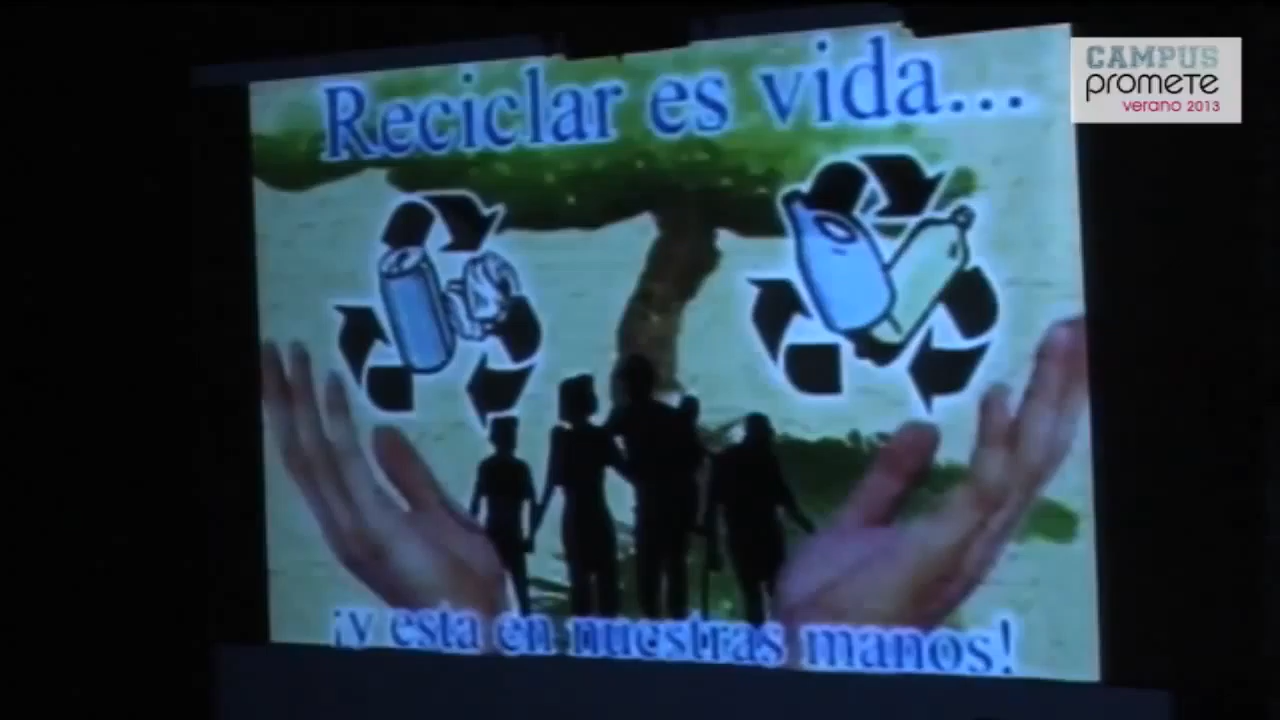 Reciclar es vida...
¡y esta en nuestras manos!
CAMPUS
promeTe
verano 2013